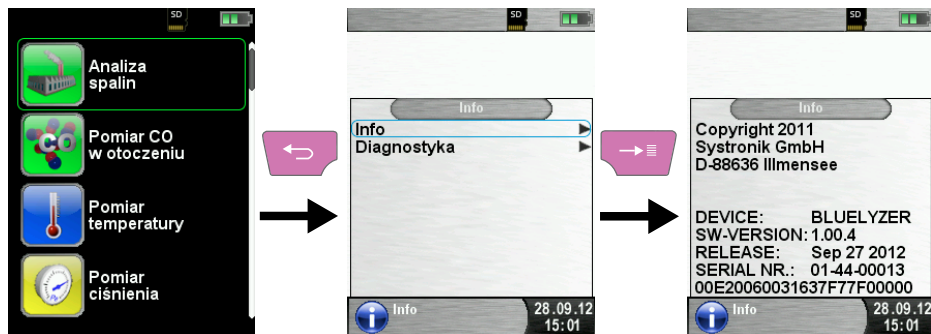 SD
Analiza
spalin
Pomiar CO
w otoczeniu
Pomiar
temperatury
Pomiar
ciśnienia
SD
Info
Info
Diagnostyka
Info
28.09.12
15:01
SD
Info
Copyright 2011
Systronik GmbH
D-88636 Illmensee
DEVICE: BLUELYZER
SW-VERSION: 1.00.4
RELEASE: Sep 27 2012
SERIAL NR.: 01-44-00013
00E20060031637F77F00000
Info
28.09.12
15:01